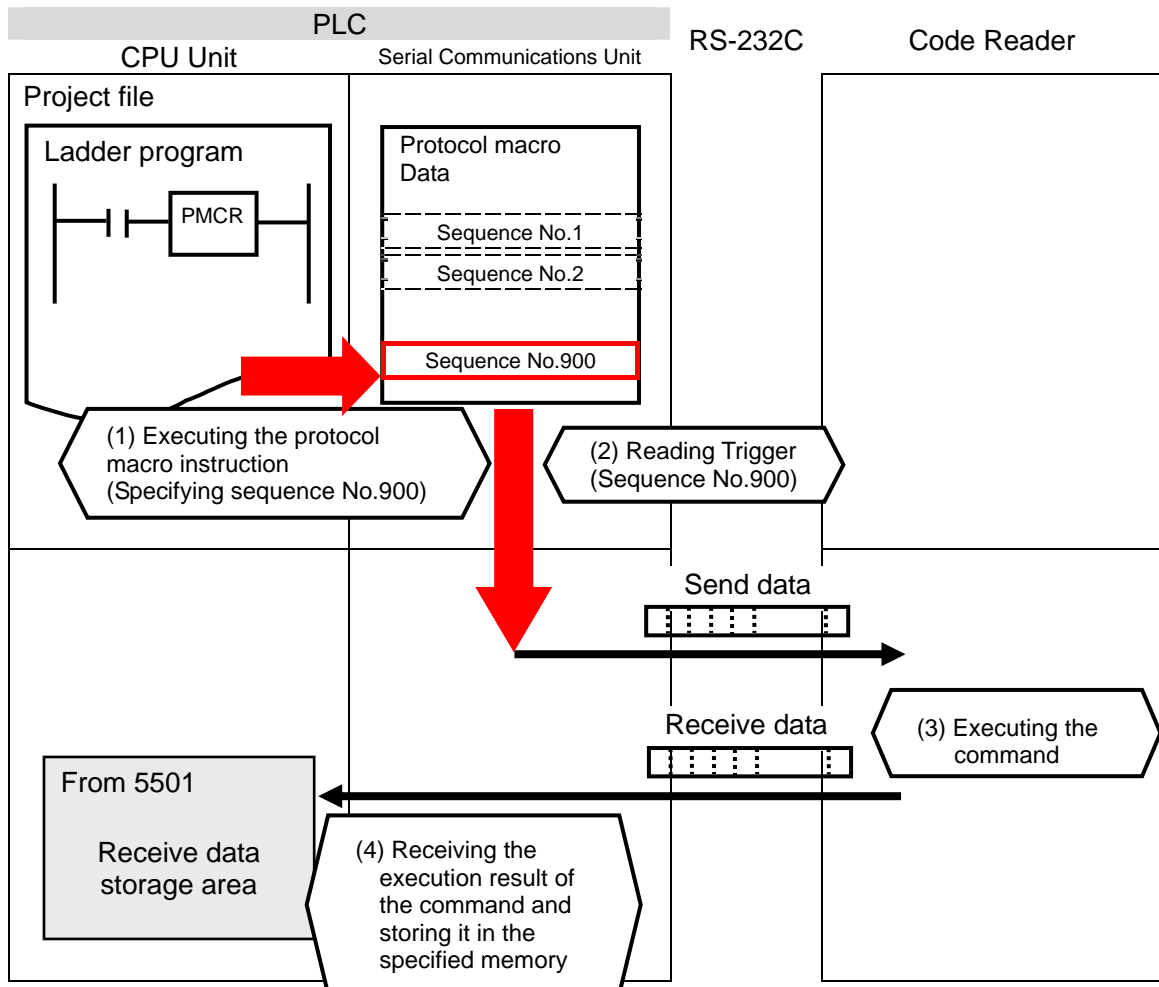 PLC
CPU Unit
Serial Communications Unit
RS-232C
Code Reader
Project file
Ladder program
PMCR
Protocol macro
Data
Sequence No.1
Sequence No.2
Sequence No.900
(1) Executing the protocol
macro instruction
(Specifying sequence No.900)
(2) Reading Trigger
(Sequence No.900)
Send data
Receive data
(3) Executing the
command
From 5501
Receive data
storage area
(4) Receiving the
execution result of
the command and
storing it in the
specified memory